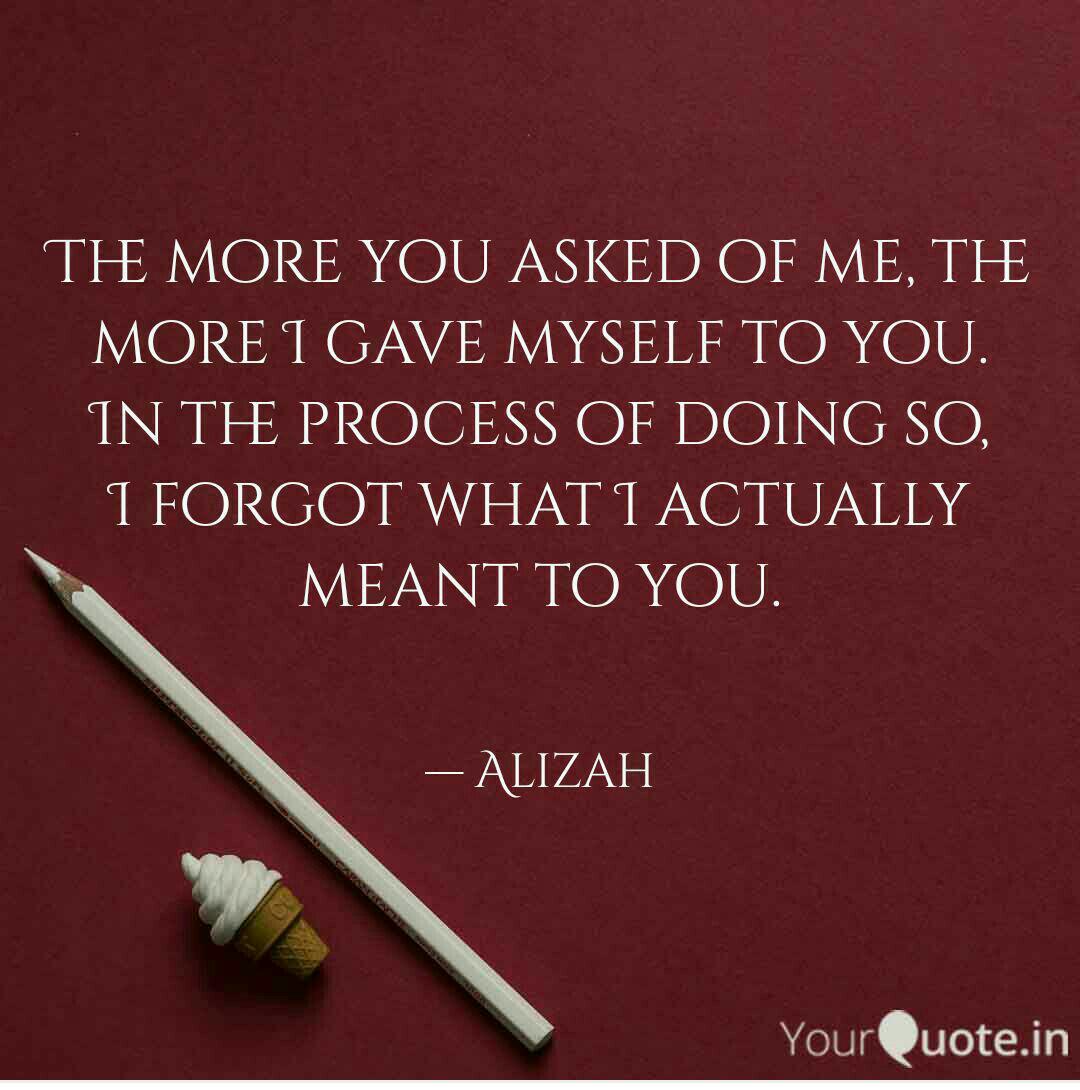 The more you asked of me, the
more I gave myself to you.
In the process of doing so,
I forgot what I actually
meant to you.
— Alizah
YourQuote.in